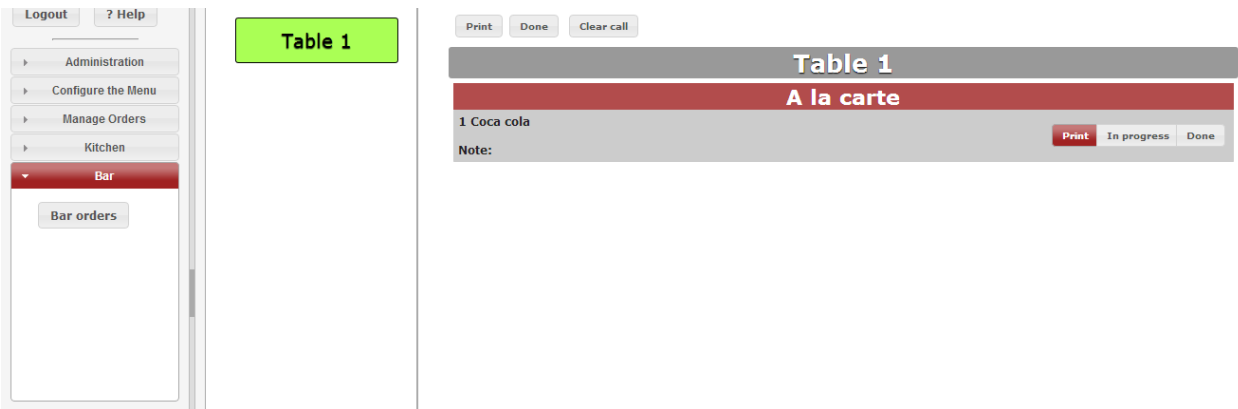 Logout ? Help
Administration
Configure the Menu
Manage Orders
Kitchen
Bar
Bar orders
Table 1
Print Done Clear call
Table 1
A la carte
1 Coca cola
Note:
Print In progress Done